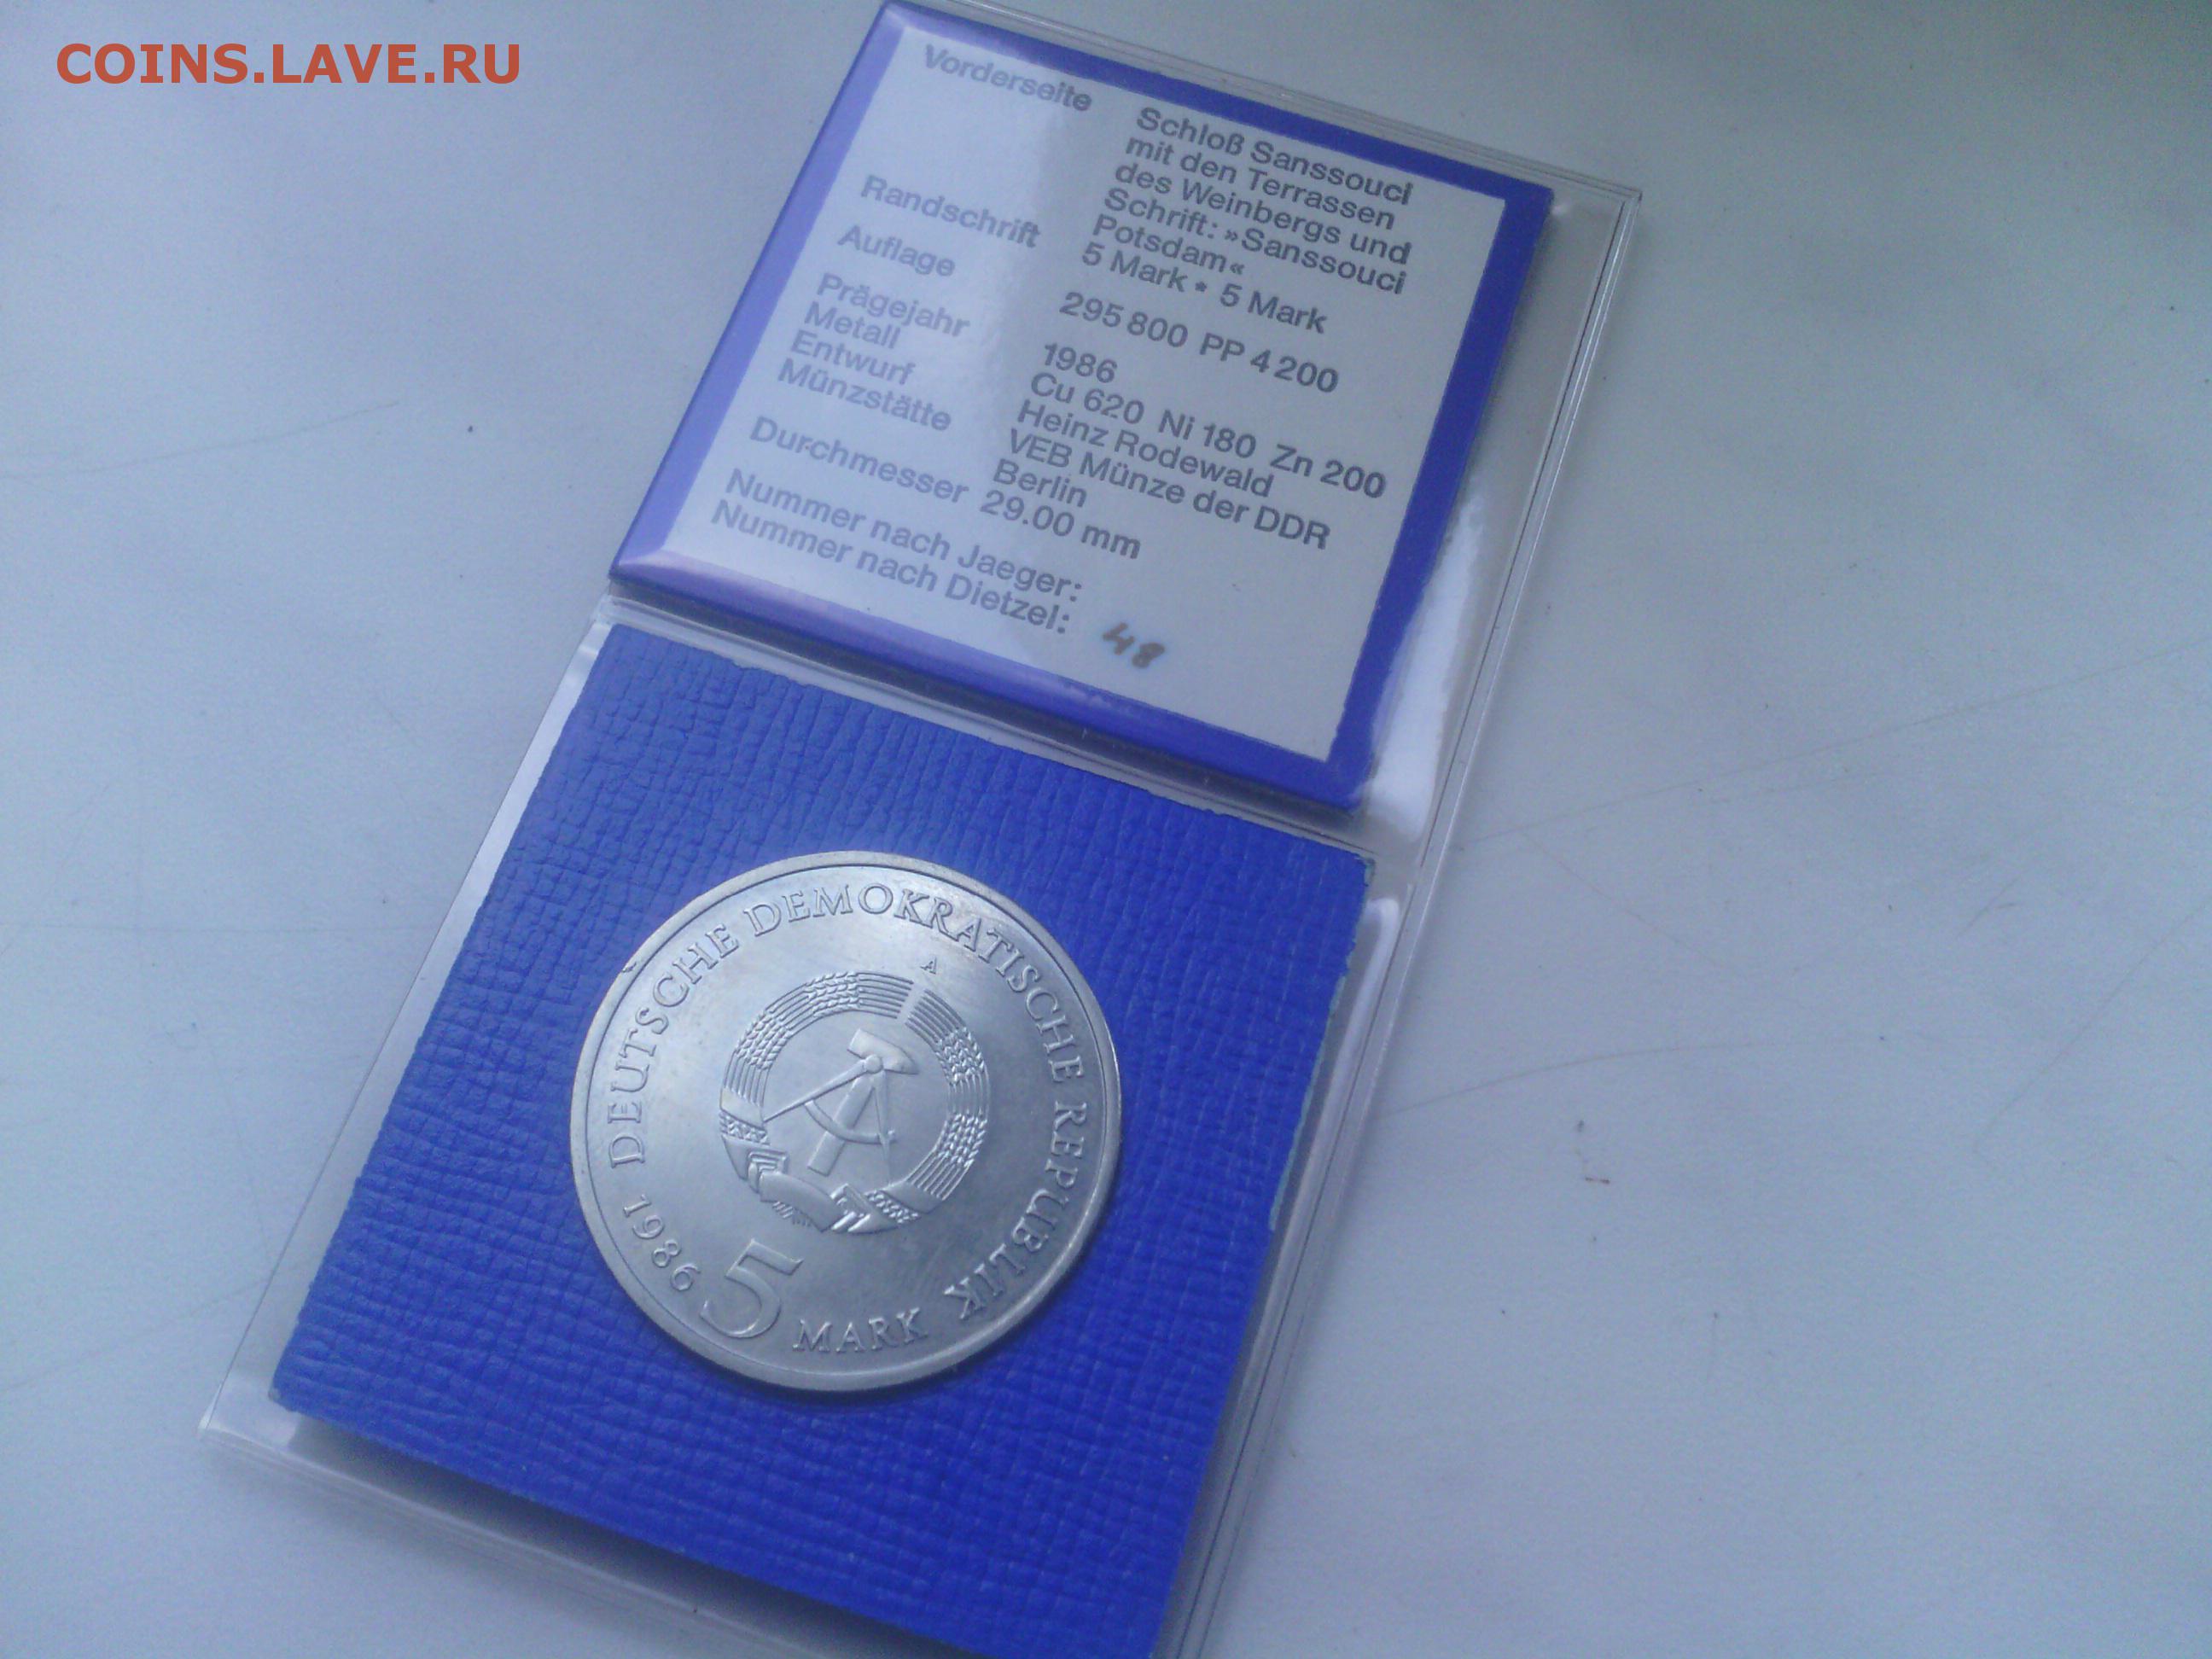 COINS.LAVE.RU
Vorderseite Schloß Sanssouci
mit den Terrassen
des Weinbergs und
Schrift: »Sanssouci
Potsdam«
Randschrift 5 Mark * 5 Mark
Auflage 295 800 PP 4 200
Prägejahr 1986
Metall Cu 620 Ni 180 Zn 200
Entwurf Heinz Rodewald
Münzstätte VEB Münze der DDR
Berlin
Durchmesser 29.00 mm
Nummer nach Jaeger:
Nummer nach Dietzel: 48
DEUTSCHE DEMOKRATISCHE REPUBLIK
A
1986
5
MARK